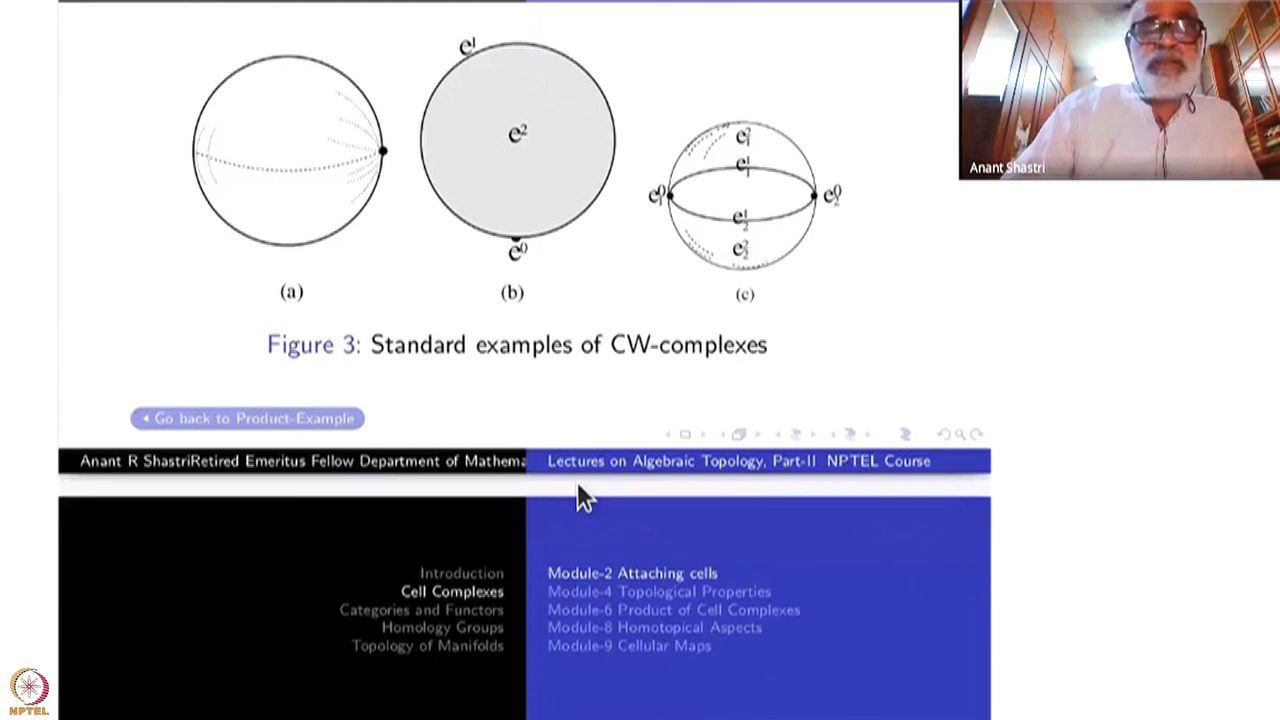 e¹
e²
e⁰
e²₁
e¹₁
e⁰₁
e⁰₂
e¹₂
e²₂
(a)
(b)
(c)
Figure 3: Standard examples of CW-complexes
Go back to Product-Example
Anant R ShastriRetired Emeritus Fellow Department of Mathema
Lectures on Algebraic Topology, Part-II NPTEL Course
Introduction
Cell Complexes
Categories and Functors
Homology Groups
Topology of Manifolds
Module-2 Attaching cells
Module-4 Topological Properties
Module-6 Product of Cell Complexes
Module-8 Homotopical Aspects
Module-9 Cellular Maps
Anant Shastri
NPTEL